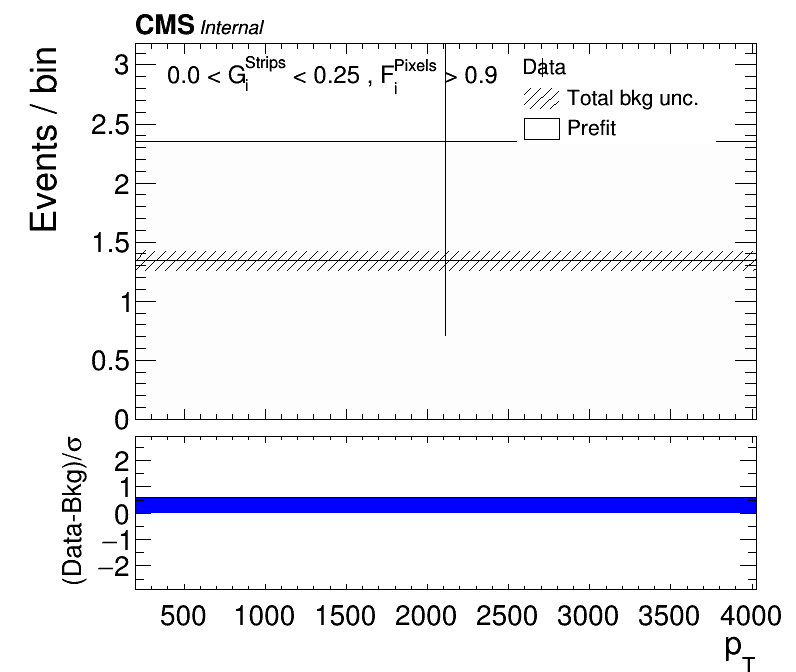 CMS Internal
0.0 < G_i^Strips < 0.25 , F_i^Pixels > 0.9
Data
Total bkg unc.
Prefit
Events / bin
3
2.5
2
1.5
1
0.5
0
(Data-Bkg)/σ
2
1
0
−1
−2
500 1000 1500 2000 2500 3000 3500 4000
p_T